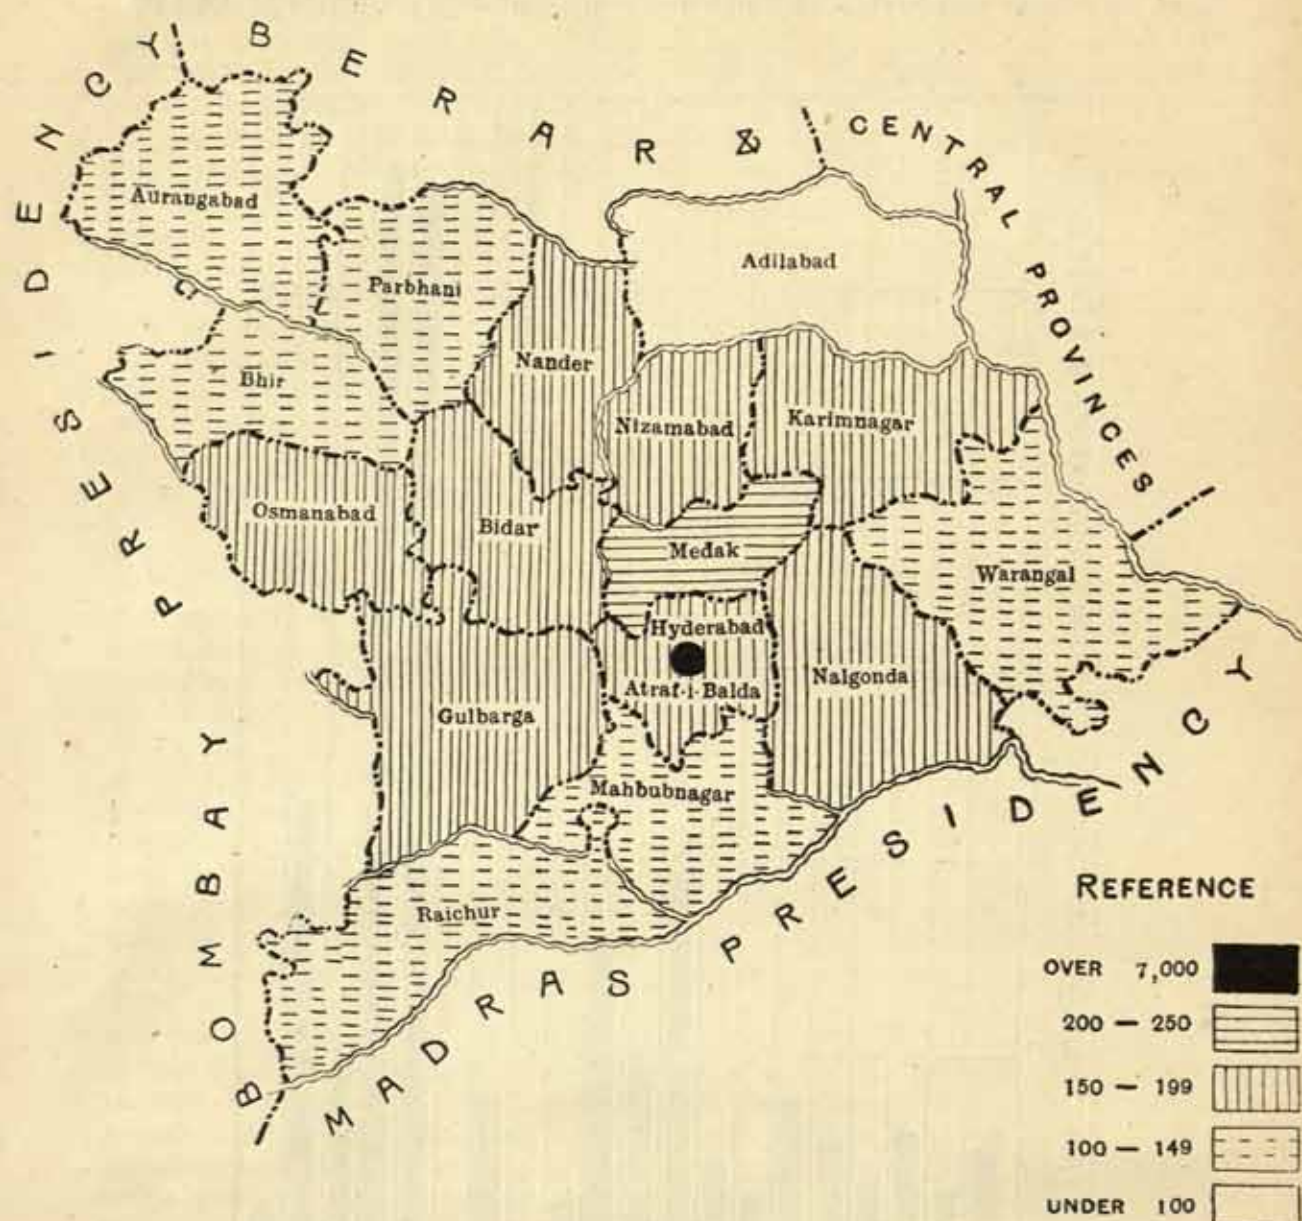 BERAR & CENTRAL PROVINCES
BOMBAY PRESIDENCY
MADRAS PRESIDENCY
Aurangabad
Parbhani
Adilabad
Nander
Bhir
Nizamabad
Karimnagar
Osmanabad
Bidar
Medak
Warangal
Hyderabad
Atraf-i-Balda
Nalgonda
Gulbarga
Mahbubnagar
Raichur
REFERENCE
OVER 7,000
200 — 250
150 — 199
100 — 149
UNDER 100